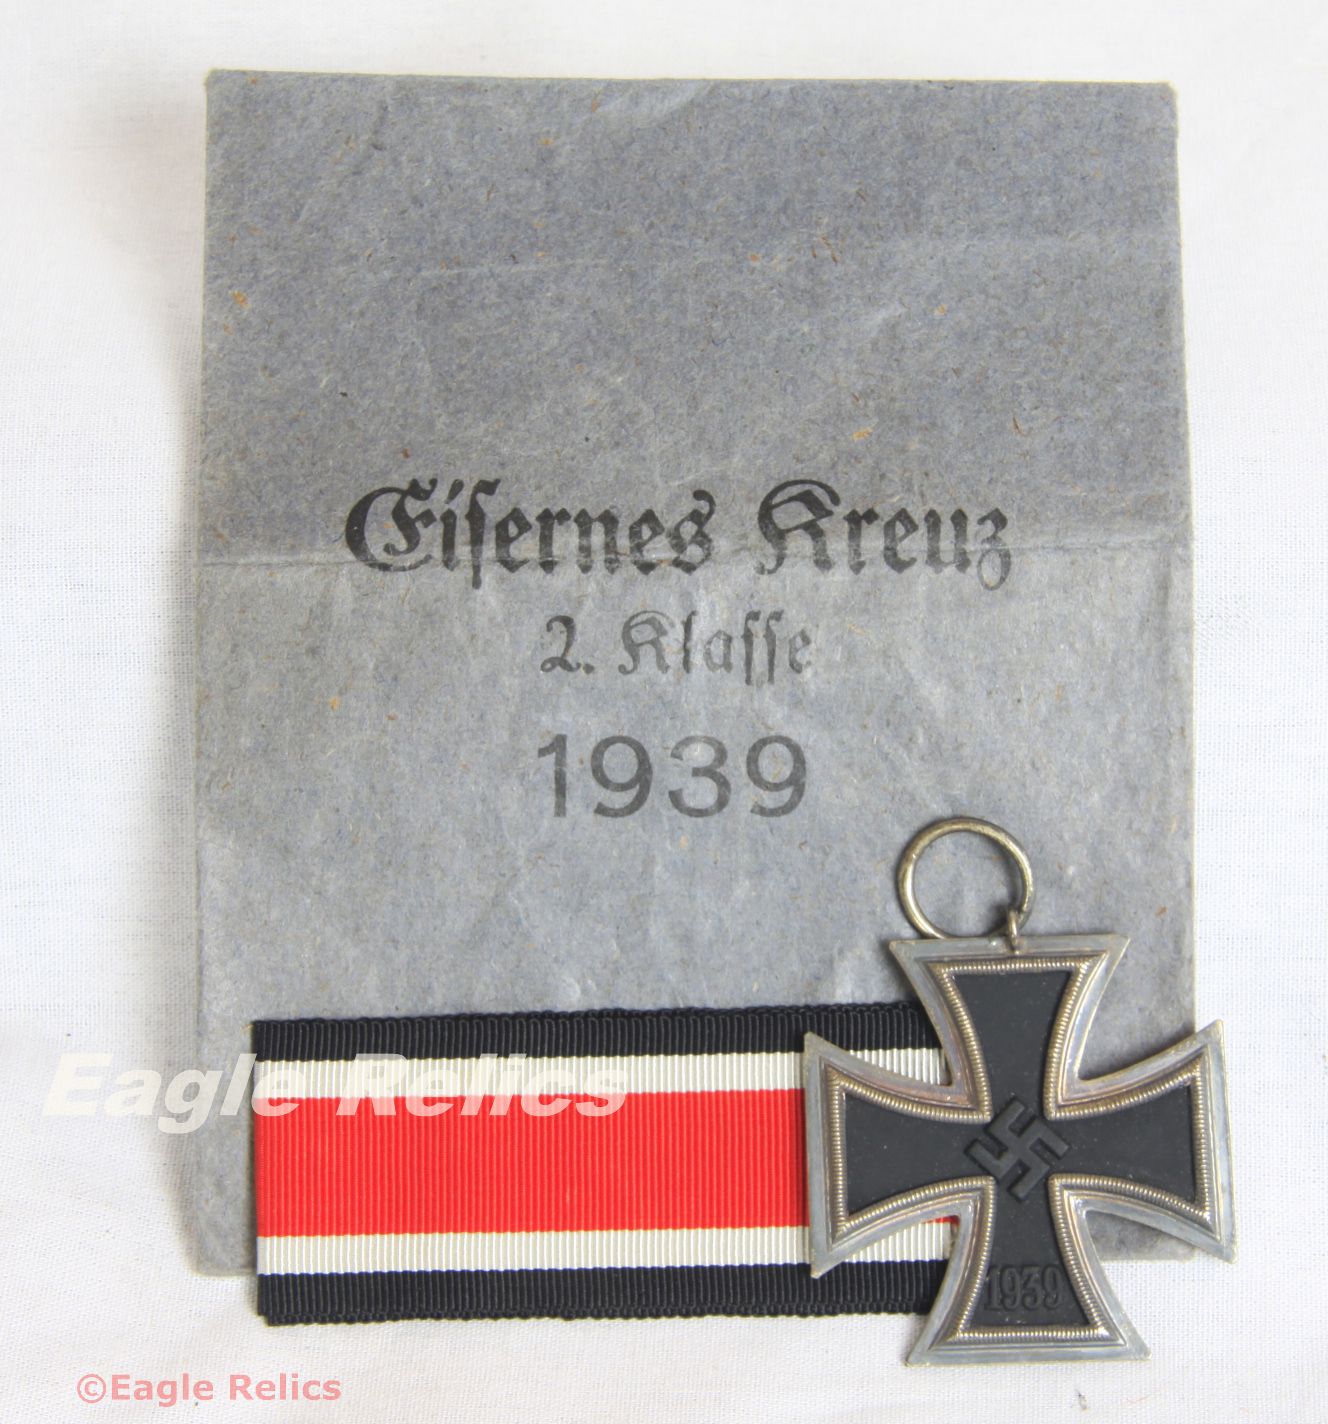 Eisernes Kreuz
2. Klasse
1939
Eagle Relics
1939
©Eagle Relics